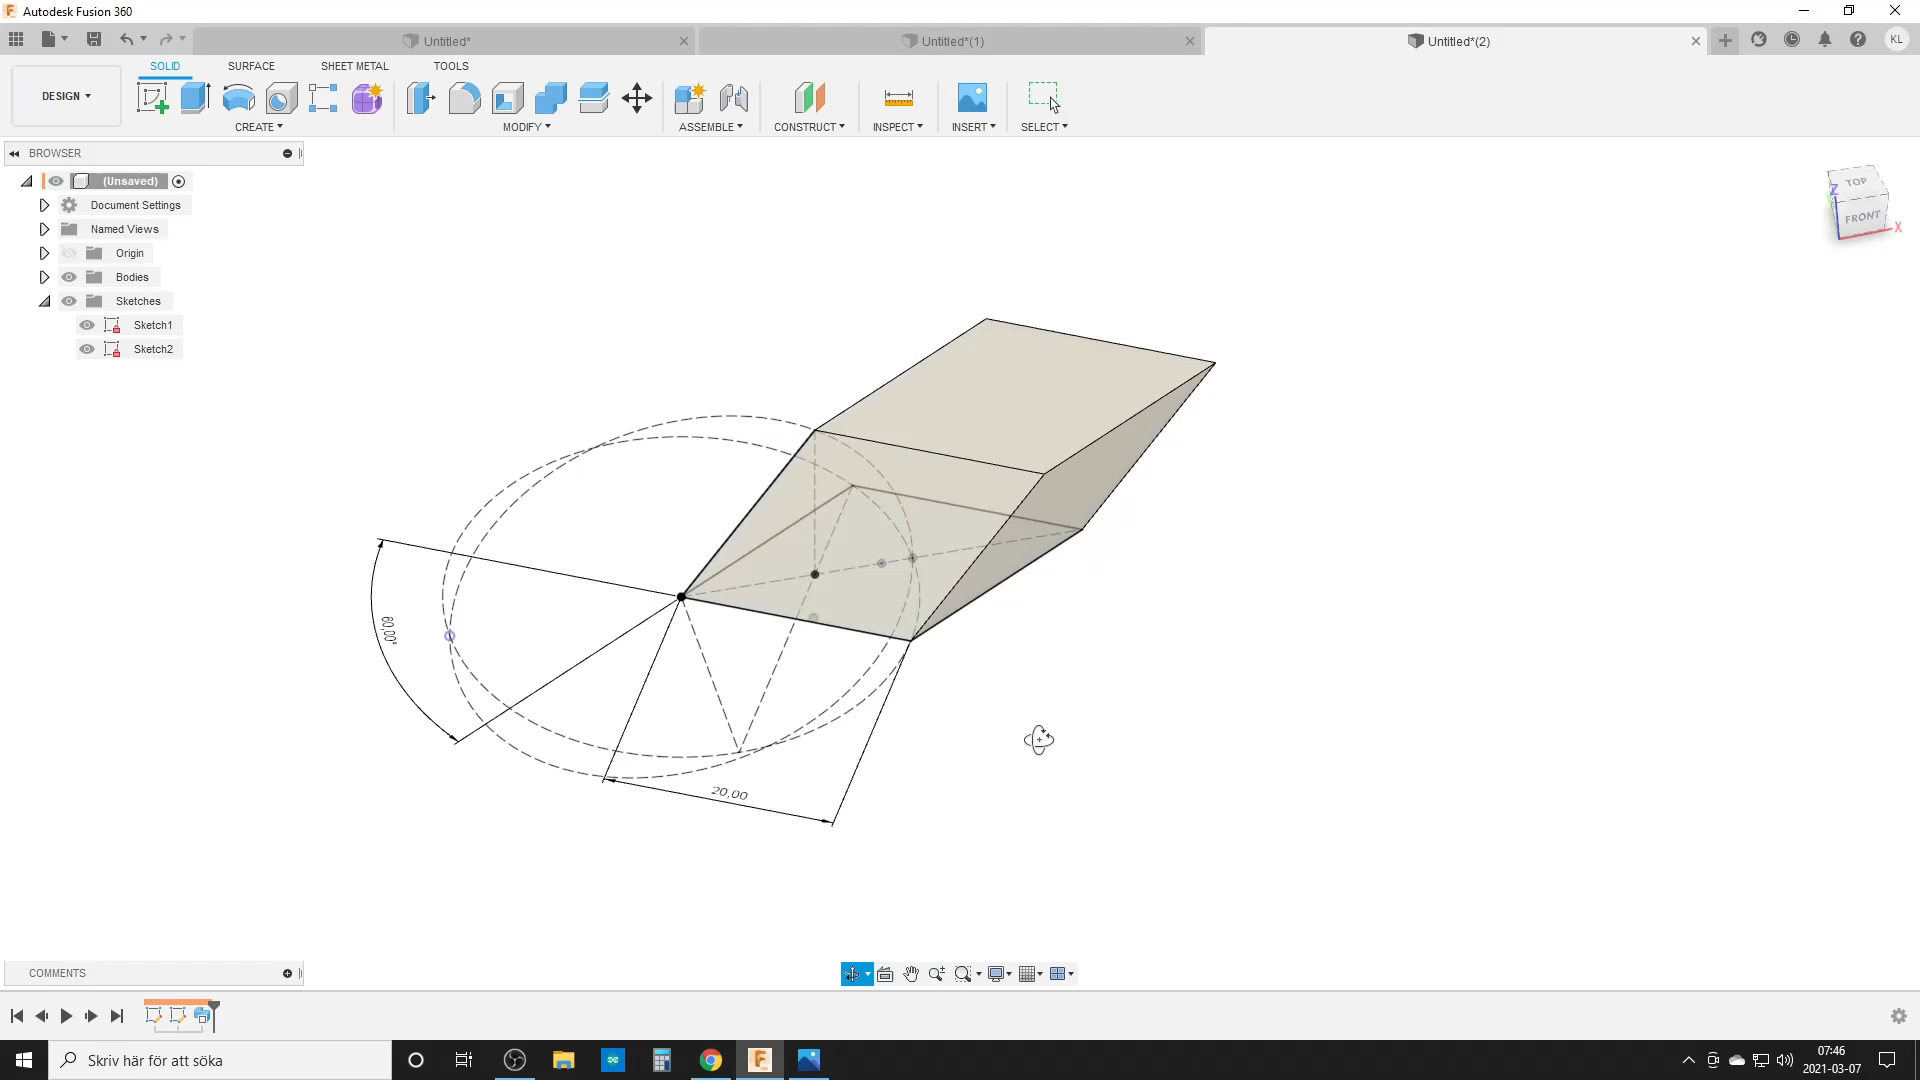 Autodesk Fusion 360
Untitled*
Untitled*(1)
Untitled*(2)
KL
SOLID
SURFACE
SHEET METAL
TOOLS
DESIGN
CREATE
MODIFY
ASSEMBLE
CONSTRUCT
INSPECT
INSERT
SELECT
BROWSER
(Unsaved)
Document Settings
Named Views
Origin
Bodies
Sketches
Sketch1
Sketch2
TOP
Z
FRONT
X
60,00°
20,00
COMMENTS
Skriv här för att söka
07:46
2021-03-07